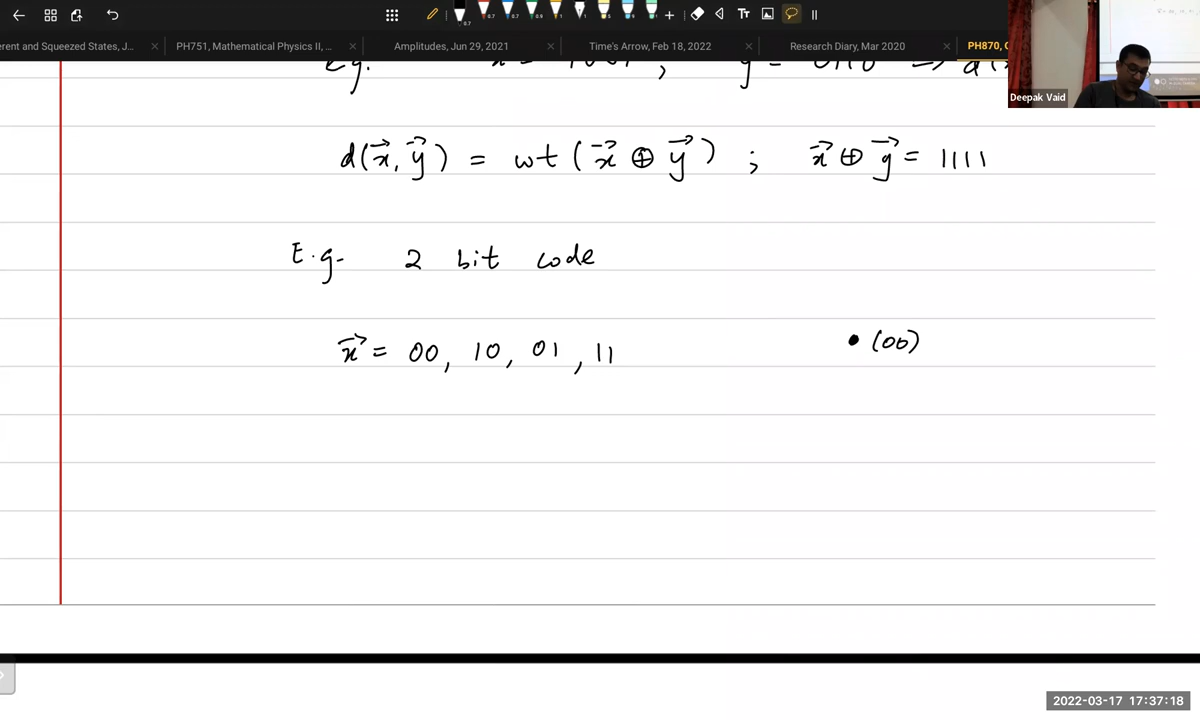 erent and Squeezed States, J... PH751, Mathematical Physics II, ... Amplitudes, Jun 29, 2021 Time's Arrow, Feb 18, 2022 Research Diary, Mar 2020 PH870,
Deepak Vaid
d(x⃗, y⃗) = wt (x⃗ ⊕ y⃗) ; x⃗ ⊕ y⃗ = 1111
E.g. 2 bit code
x⃗ = 00, 10, 01, 11 • (00)
2022-03-17 17:37:18